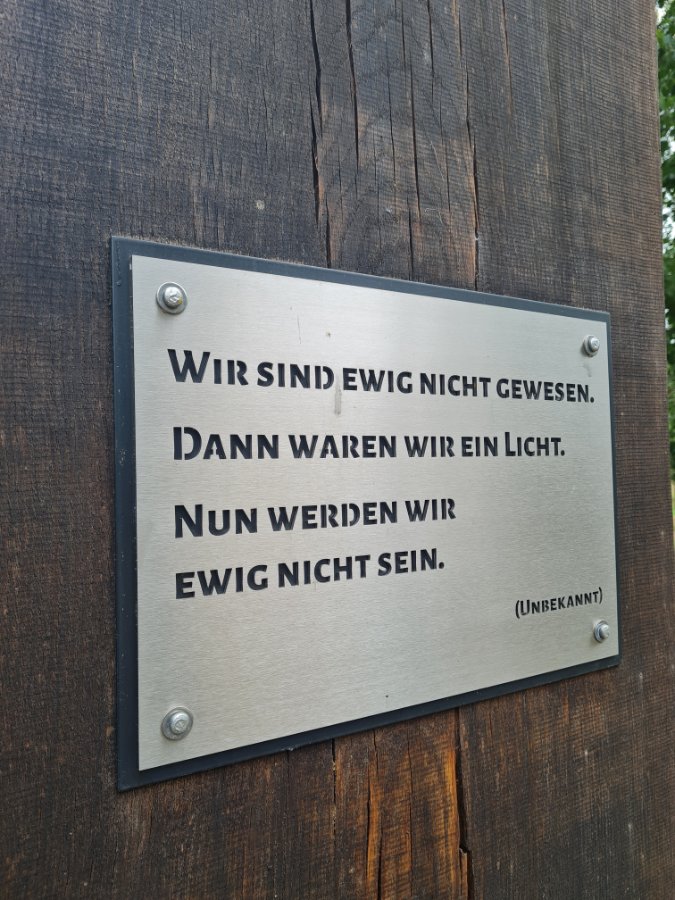 Wir sind ewig nicht gewesen.
Dann waren wir ein Licht.
Nun werden wir
ewig nicht sein.
(Unbekannt)